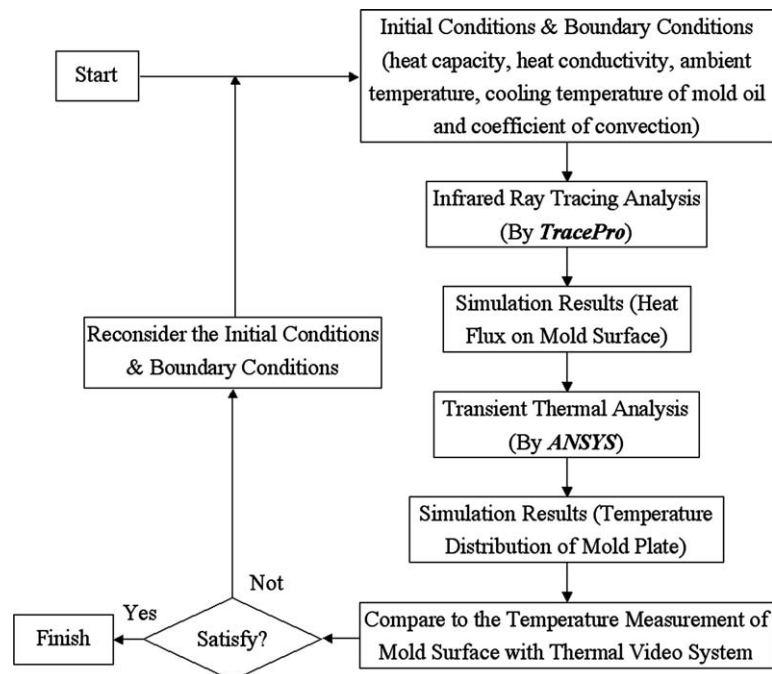 Start
Initial Conditions & Boundary Conditions
(heat capacity, heat conductivity, ambient
temperature, cooling temperature of mold oil
and coefficient of convection)
Infrared Ray Tracing Analysis
(By TracePro)
Simulation Results (Heat
Flux on Mold Surface)
Transient Thermal Analysis
(By ANSYS)
Simulation Results (Temperature
Distribution of Mold Plate)
Compare to the Temperature Measurement of
Mold Surface with Thermal Video System
Satisfy?
Yes
Finish
Not
Reconsider the Initial Conditions
& Boundary Conditions